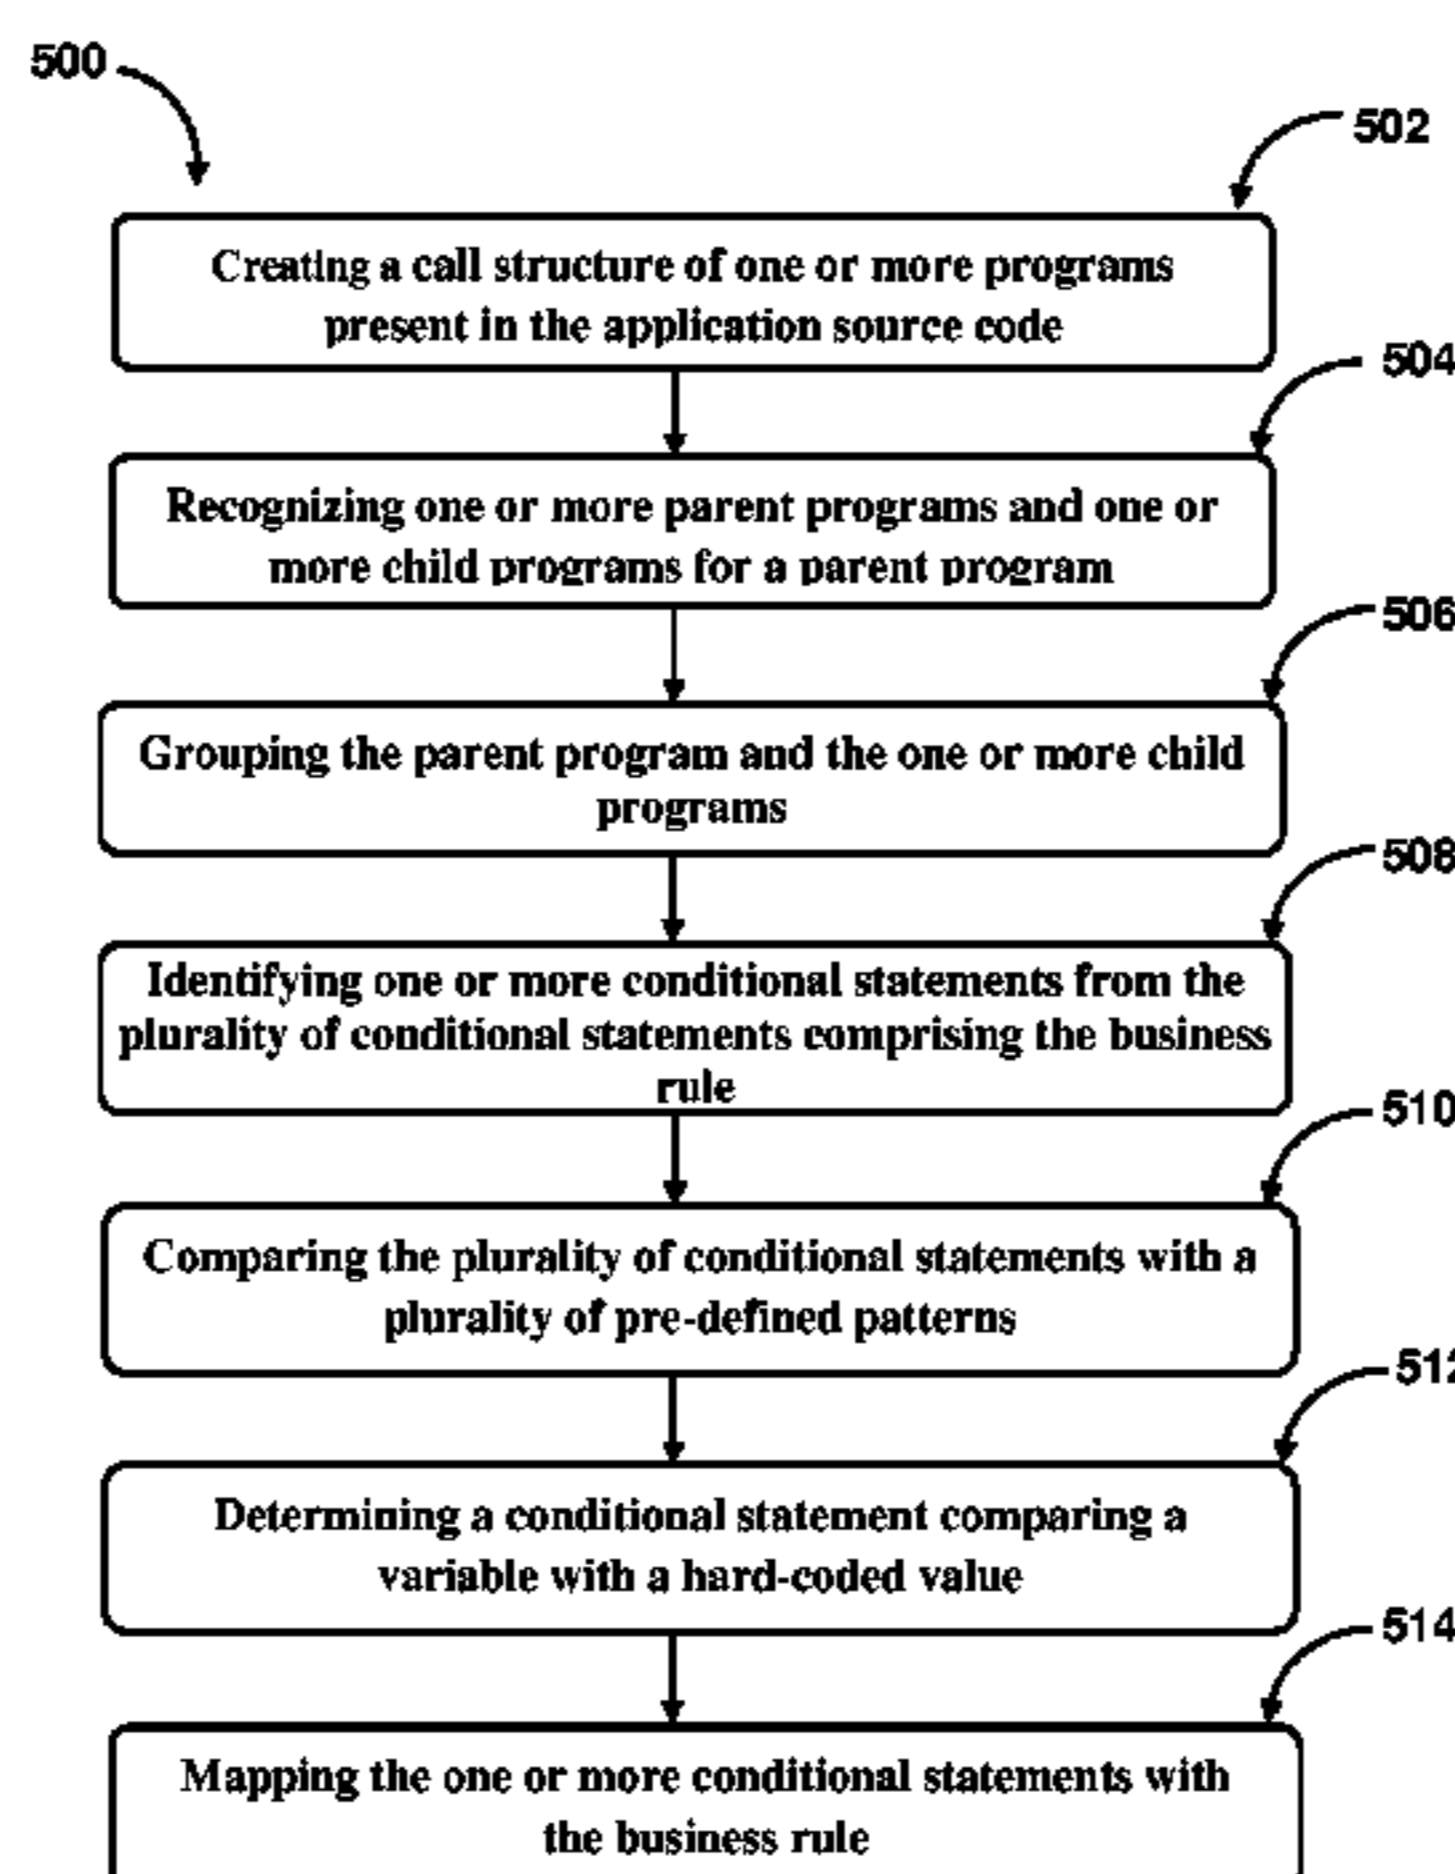 500
502
Creating a call structure of one or more programs
present in the application source code
504
Recognizing one or more parent programs and one or
more child programs for a parent program
506
Grouping the parent program and the one or more child
programs
508
Identifying one or more conditional statements from the
plurality of conditional statements comprising the business
rule
510
Comparing the plurality of conditional statements with a
plurality of pre-defined patterns
512
Determining a conditional statement comparing a
variable with a hard-coded value
514
Mapping the one or more conditional statements with
the business rule